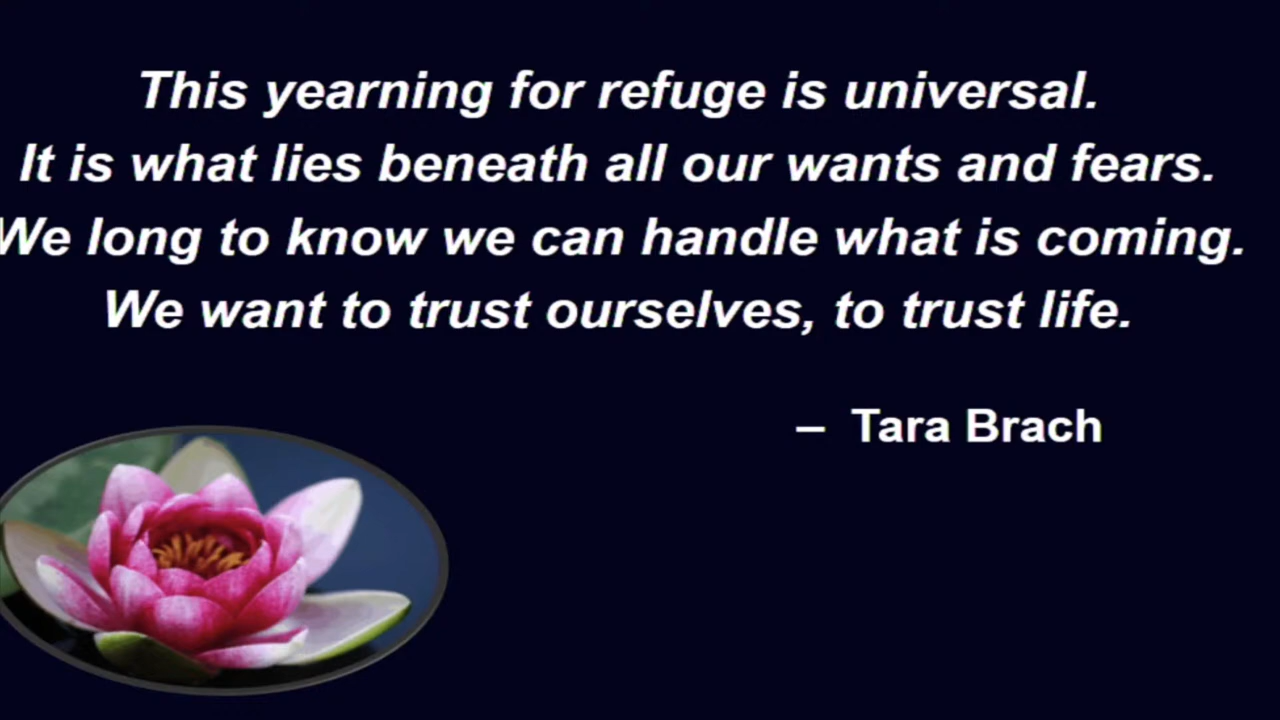 This yearning for refuge is universal.
It is what lies beneath all our wants and fears.
We long to know we can handle what is coming.
We want to trust ourselves, to trust life.
– Tara Brach